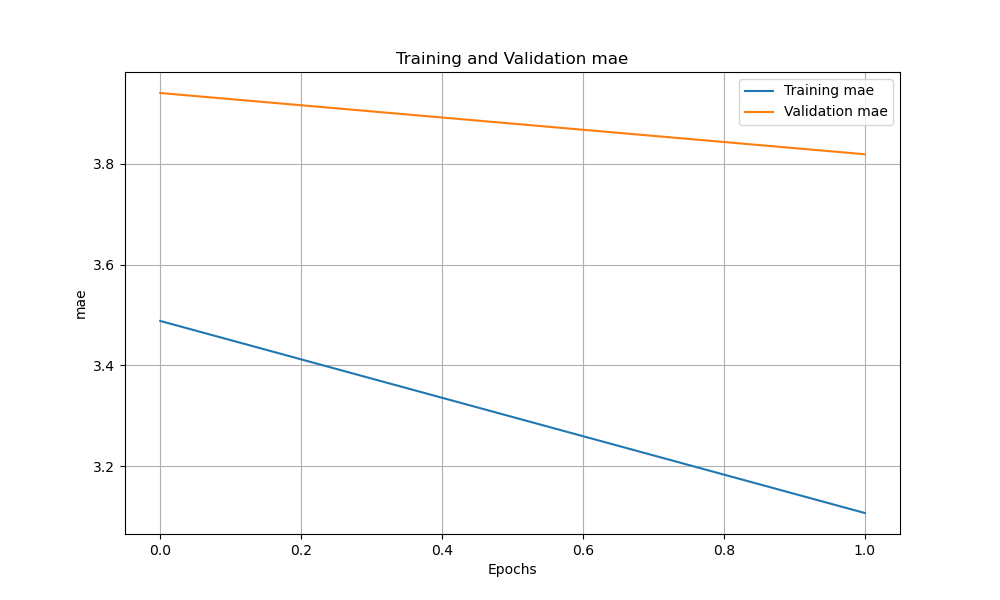 Training and Validation mae
Training mae
Validation mae
3.8
3.6
3.4
3.2
mae
0.0 0.2 0.4 0.6 0.8 1.0
Epochs